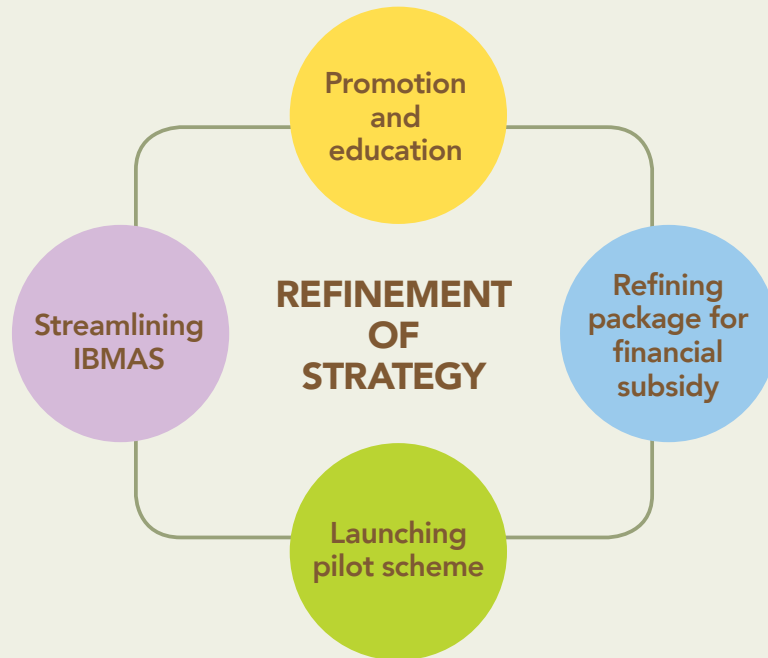 Promotion
and
education
Streamlining
IBMAS
REFINEMENT
OF
STRATEGY
Refining
package for
financial
subsidy
Launching
pilot scheme